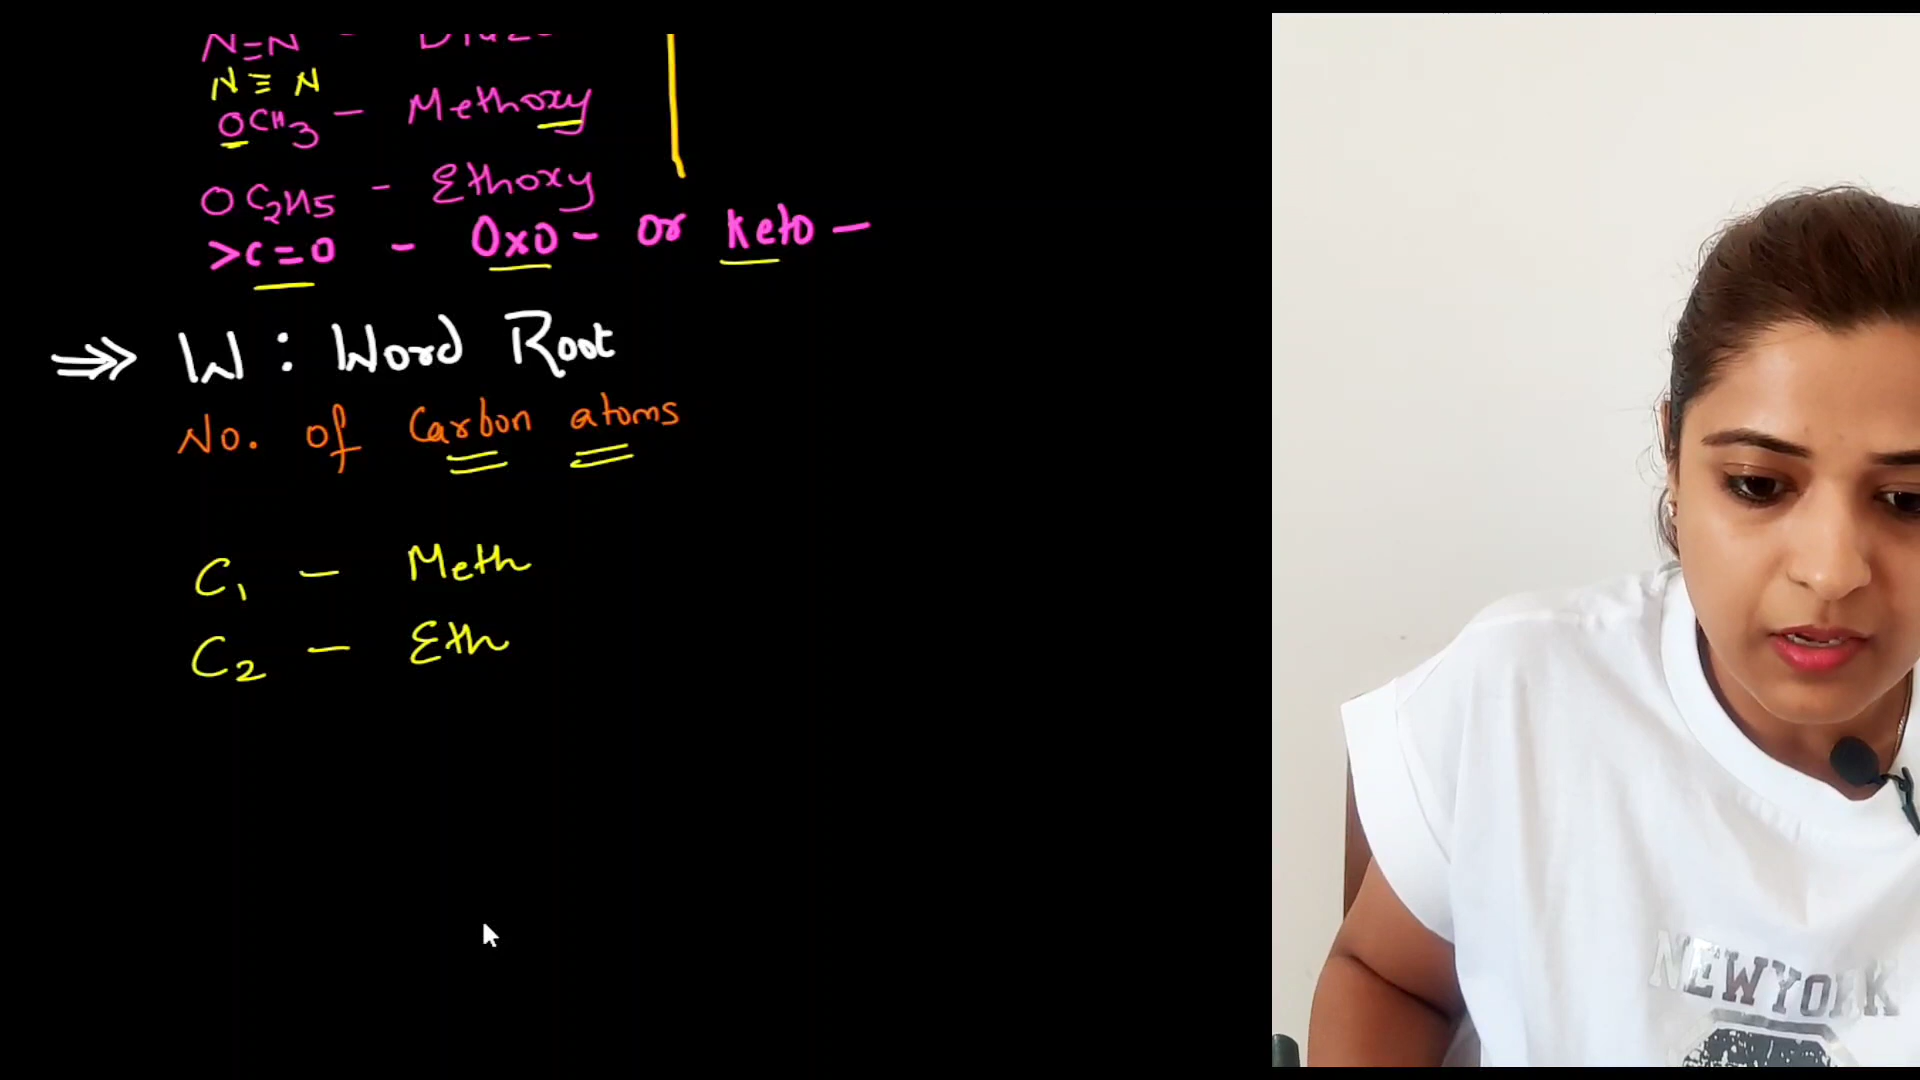 N=N -
N ≡ N
OCH3 - Methoxy
OC2H5 - Ethoxy
>C=O - Oxo - or Keto -
⇒> W : Word Root
No. of Carbon atoms
C1 - Meth
C2 - Eth
NEWYORK